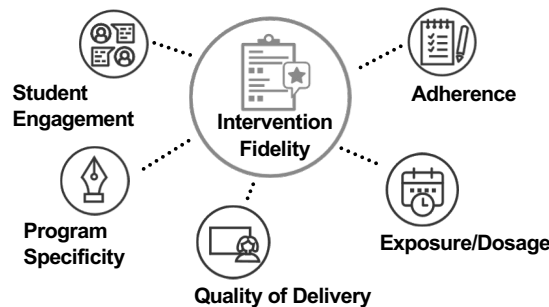 Student
Engagement
Intervention
Fidelity
Adherence
Program
Specificity
Exposure/Dosage
Quality of Delivery